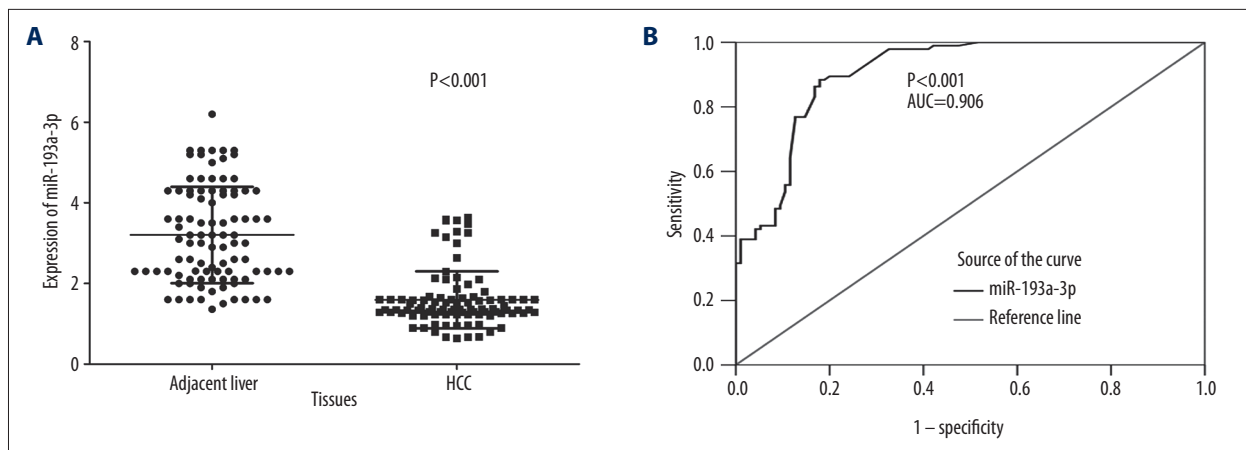 A
8
6
4
2
0
Expression of miR-193a-3p
P<0.001
Adjacent liver
HCC
Tissues
B
1.0
0.8
0.6
0.4
0.2
0.0
Sensitivity
P<0.001
AUC=0.906
Source of the curve
miR-193a-3p
Reference line
0.0 0.2 0.4 0.6 0.8 1.0
1 – specificity